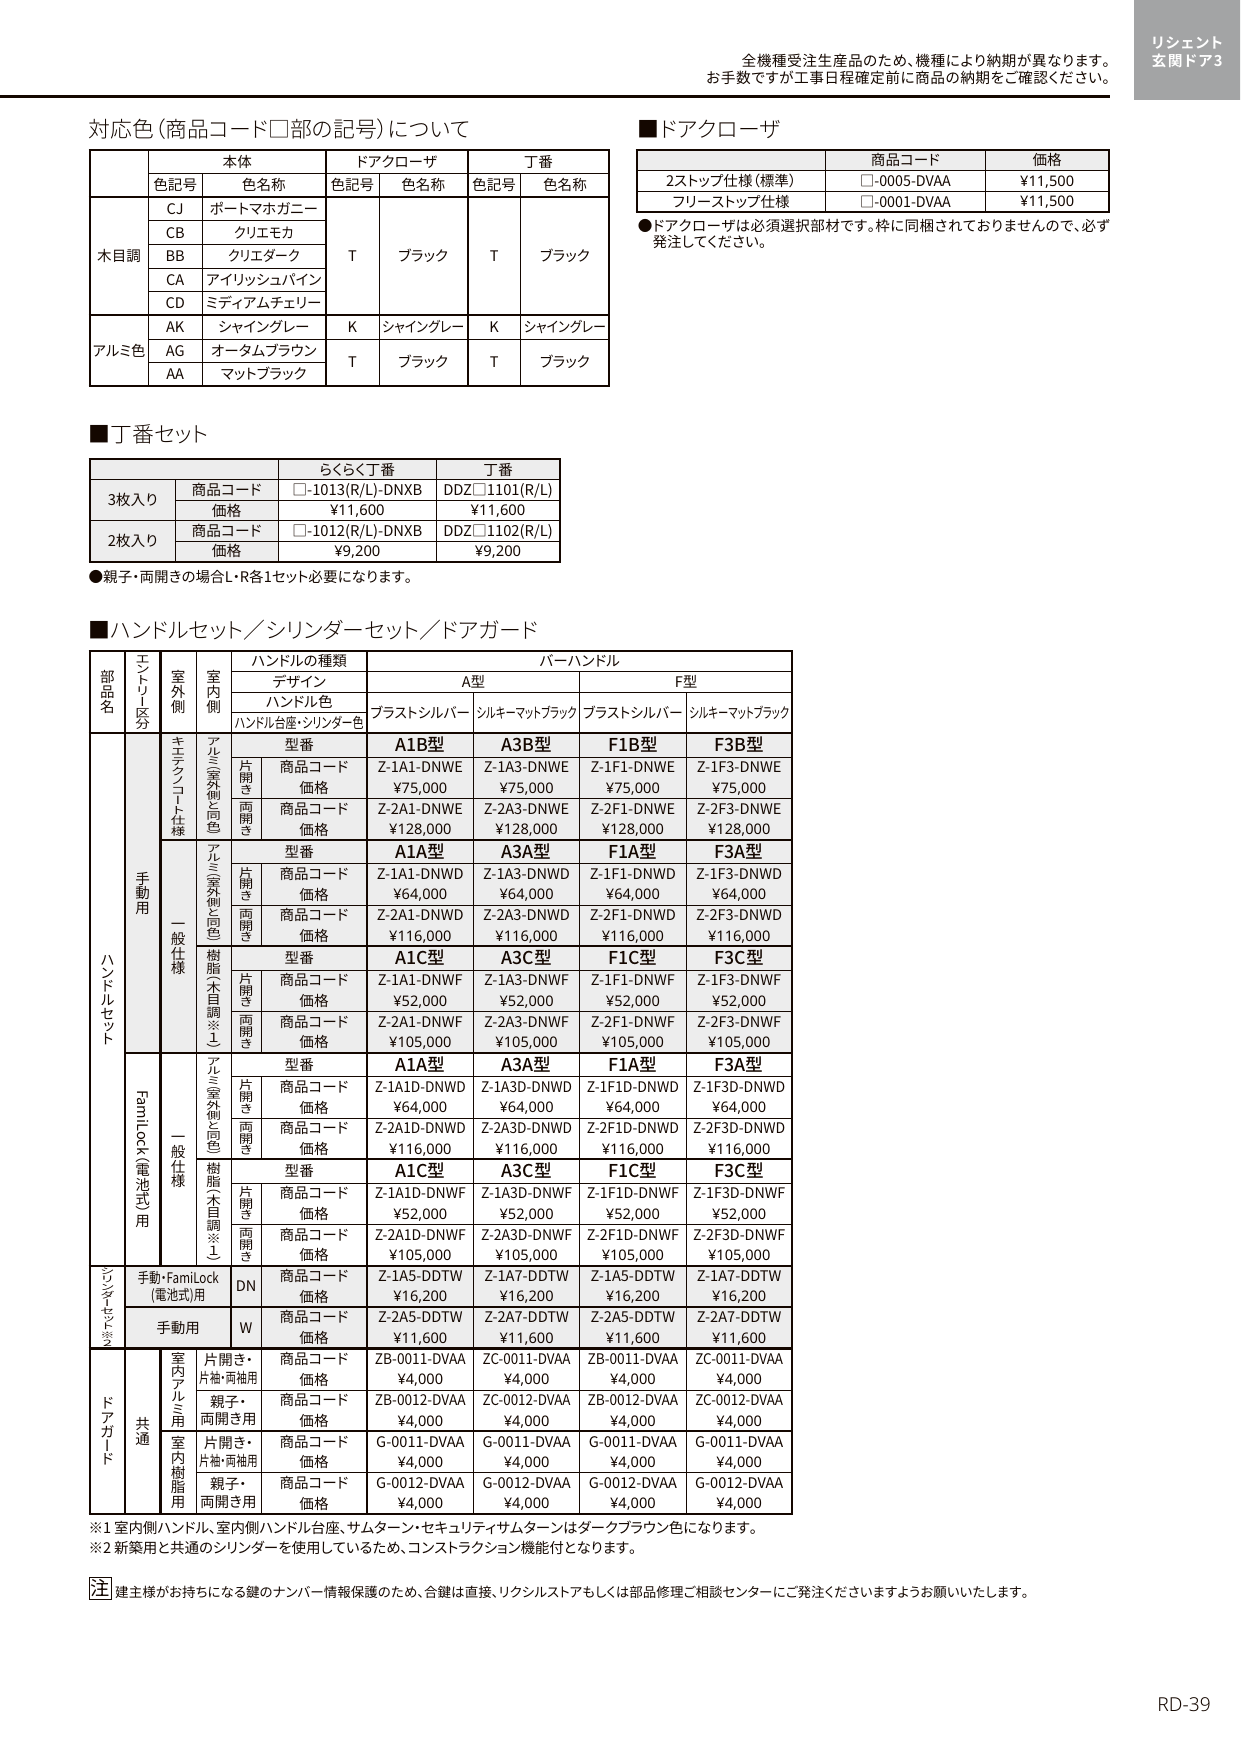 リシェント
玄関ドア3
全機種受注生産品のため、機種により納期が異なります。
お手数ですが工事日程確定前に商品の納期をご確認ください。
対応色（商品コード□部の記号）について
本体 ドアクローザ 丁番
色記号 色名称 色記号 色名称 色記号 色名称
木目調 CJ ポートマホガニー T ブラック T ブラック
CB クリエモカ
BB クリエダーク
CA アイリッシュパイン
CD ミディアムチェリー
アルミ色 AK シャイングレー K シャイングレー K シャイングレー
AG オータムブラウン T ブラック T ブラック
AA マットブラック
■ドアクローザ
商品コード 価格
2ストップ仕様（標準） □-0005-DVAA ¥11,500
フリーストップ仕様 □-0001-DVAA ¥11,500
●ドアクローザは必須選択部材です。枠に同梱されておりませんので、必ず
発注してください。
■丁番セット
らくらく丁番 丁番
3枚入り 商品コード □-1013(R/L)-DNXB DDZ□1101(R/L)
価格 ¥11,600 ¥11,600
2枚入り 商品コード □-1012(R/L)-DNXB DDZ□1102(R/L)
価格 ¥9,200 ¥9,200
●親子・両開きの場合L・R各1セット必要になります。
■ハンドルセット／シリンダーセット／ドアガード
部品名 エントリー区分 室外側 室内側 ハンドルの種類 バーハンドル
デザイン A型 F型
ハンドル色 ブラストシルバー シルキーマットブラック ブラストシルバー シルキーマットブラック
ハンドル台座・シリンダー色
ハンドルセット 手動用 キエテクノコート仕様 アルミ（室外側と同色） 型番 A1B型 A3B型 F1B型 F3B型
片開き 商品コード Z-1A1-DNWE Z-1A3-DNWE Z-1F1-DNWE Z-1F3-DNWE
価格 ¥75,000 ¥75,000 ¥75,000 ¥75,000
両開き 商品コード Z-2A1-DNWE Z-2A3-DNWE Z-2F1-DNWE Z-2F3-DNWE
価格 ¥128,000 ¥128,000 ¥128,000 ¥128,000
一般仕様 アルミ（室外側と同色） 型番 A1A型 A3A型 F1A型 F3A型
片開き 商品コード Z-1A1-DNWD Z-1A3-DNWD Z-1F1-DNWD Z-1F3-DNWD
価格 ¥64,000 ¥64,000 ¥64,000 ¥64,000
両開き 商品コード Z-2A1-DNWD Z-2A3-DNWD Z-2F1-DNWD Z-2F3-DNWD
価格 ¥116,000 ¥116,000 ¥116,000 ¥116,000
樹脂（木目調※1） 型番 A1C型 A3C型 F1C型 F3C型
片開き 商品コード Z-1A1-DNWF Z-1A3-DNWF Z-1F1-DNWF Z-1F3-DNWF
価格 ¥52,000 ¥52,000 ¥52,000 ¥52,000
両開き 商品コード Z-2A1-DNWF Z-2A3-DNWF Z-2F1-DNWF Z-2F3-DNWF
価格 ¥105,000 ¥105,000 ¥105,000 ¥105,000
FamiLock（電池式）用 一般仕様 アルミ（室外側と同色） 型番 A1A型 A3A型 F1A型 F3A型
片開き 商品コード Z-1A1D-DNWD Z-1A3D-DNWD Z-1F1D-DNWD Z-1F3D-DNWD
価格 ¥64,000 ¥64,000 ¥64,000 ¥64,000
両開き 商品コード Z-2A1D-DNWD Z-2A3D-DNWD Z-2F1D-DNWD Z-2F3D-DNWD
価格 ¥116,000 ¥116,000 ¥116,000 ¥116,000
樹脂（木目調※1） 型番 A1C型 A3C型 F1C型 F3C型
片開き 商品コード Z-1A1D-DNWF Z-1A3D-DNWF Z-1F1D-DNWF Z-1F3D-DNWF
価格 ¥52,000 ¥52,000 ¥52,000 ¥52,000
両開き 商品コード Z-2A1D-DNWF Z-2A3D-DNWF Z-2F1D-DNWF Z-2F3D-DNWF
価格 ¥105,000 ¥105,000 ¥105,000 ¥105,000
シリンダーセット※2 手動・FamiLock DN 商品コード Z-1A5-DDTW Z-1A7-DDTW Z-1A5-DDTW Z-1A7-DDTW
(電池式)用 価格 ¥16,200 ¥16,200 ¥16,200 ¥16,200
手動用 W 商品コード Z-2A5-DDTW Z-2A7-DDTW Z-2A5-DDTW Z-2A7-DDTW
価格 ¥11,600 ¥11,600 ¥11,600 ¥11,600
ドアガード 共通 室内アルミ用 片開き・ 商品コード ZB-0011-DVAA ZC-0011-DVAA ZB-0011-DVAA ZC-0011-DVAA
片袖・両袖用 価格 ¥4,000 ¥4,000 ¥4,000 ¥4,000
親子・ 商品コード ZB-0012-DVAA ZC-0012-DVAA ZB-0012-DVAA ZC-0012-DVAA
両開き用 価格 ¥4,000 ¥4,000 ¥4,000 ¥4,000
室内樹脂用 片開き・ 商品コード G-0011-DVAA G-0011-DVAA G-0011-DVAA G-0011-DVAA
片袖・両袖用 価格 ¥4,000 ¥4,000 ¥4,000 ¥4,000
親子・ 商品コード G-0012-DVAA G-0012-DVAA G-0012-DVAA G-0012-DVAA
両開き用 価格 ¥4,000 ¥4,000 ¥4,000 ¥4,000
※1 室内側ハンドル、室内側ハンドル台座、サムターン・セキュリティサムターンはダークブラウン色になります。
※2 新築用と共通のシリンダーを使用しているため、コンストラクション機能付となります。
注 建主様がお持ちになる鍵のナンバー情報保護のため、合鍵は直接、リクシルストアもしくは部品修理ご相談センターにご発注くださいますようお願いいたします。
RD-39